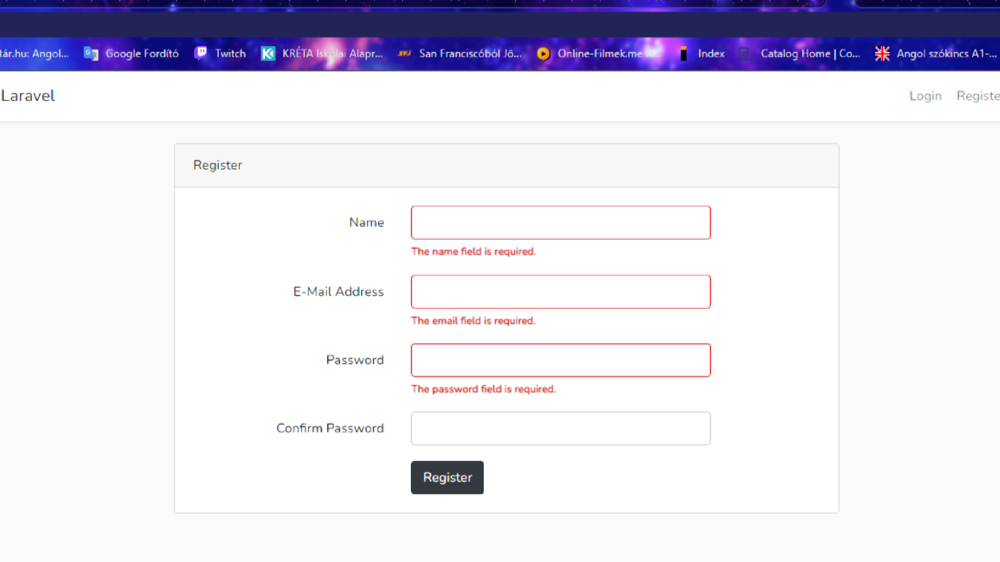 tár.hu: Angol... Google Fordító Twitch KRÉTA Iskolai Alapr... San Franciscóból Jö... Online-Filmek.me Index Catalog Home | Co... Angol szókincs A1-...
Laravel Login Registe
Register
Name
The name field is required.
E-Mail Address
The email field is required.
Password
The password field is required.
Confirm Password
Register